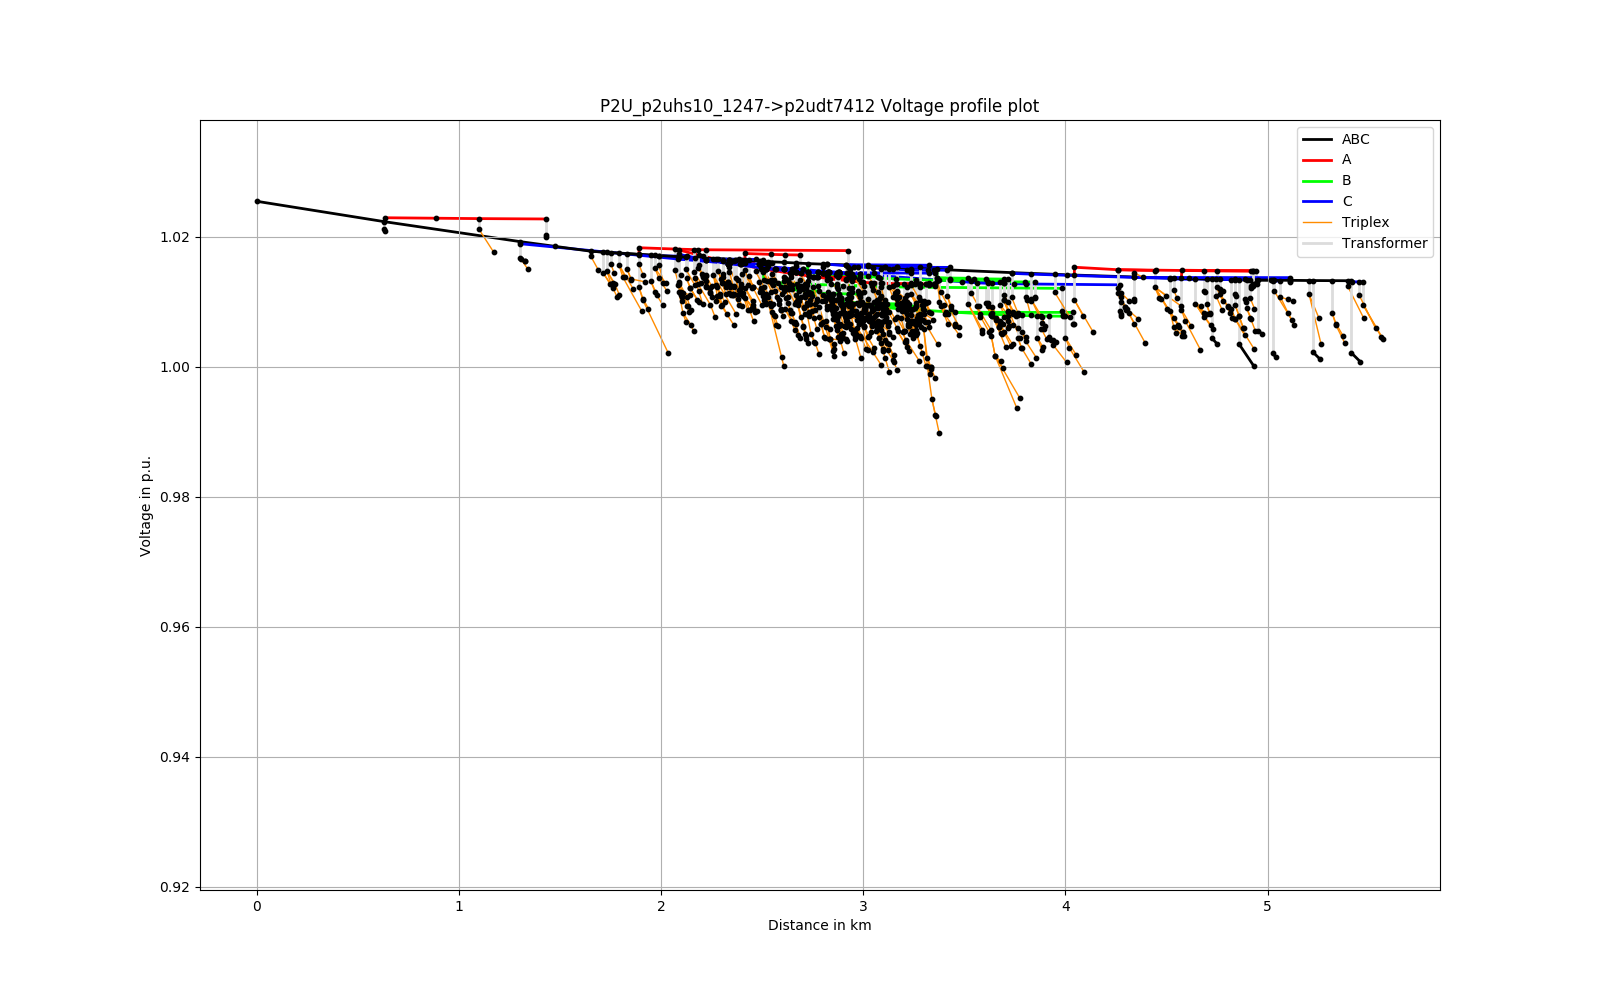 P2U_p2uhs10_1247->p2udt7412 Voltage profile plot
ABC
A
B
C
Triplex
Transformer
1.02
1.00
0.98
0.96
0.94
0.92
Voltage in p.u.
0 1 2 3 4 5
Distance in km